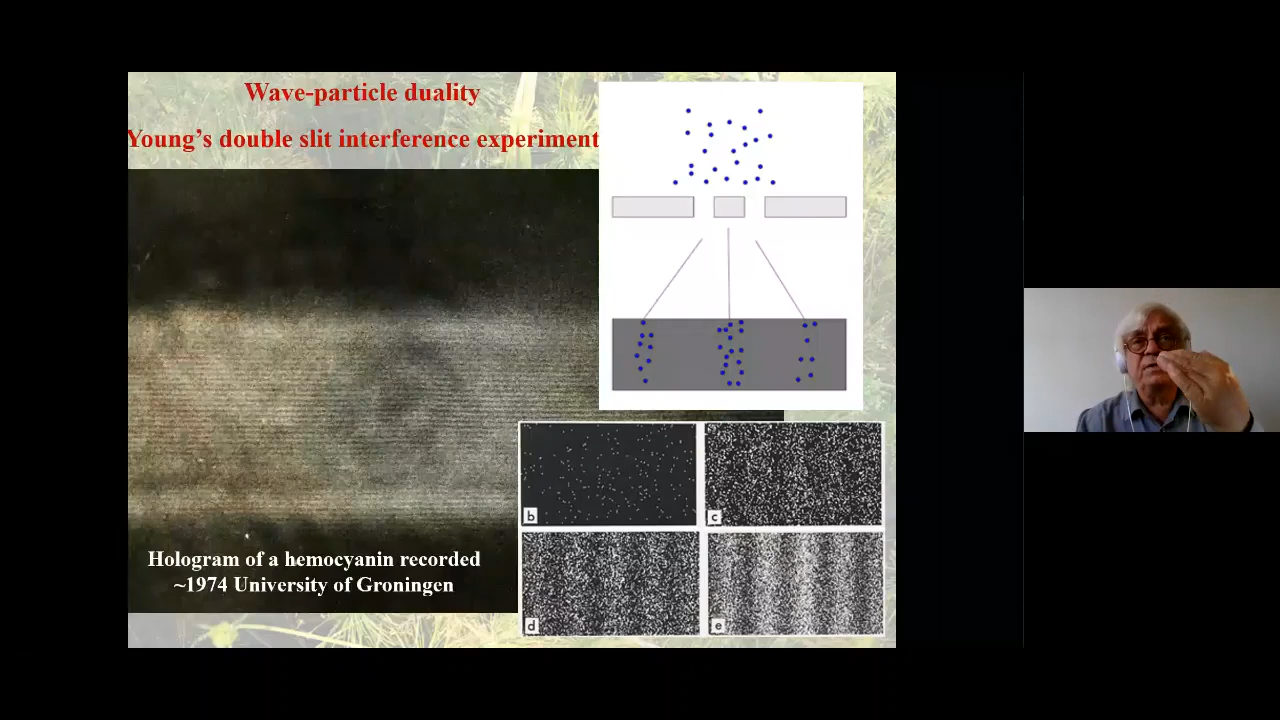 Wave-particle duality
Young's double slit interference experiment
Hologram of a hemocyanin recorded
~1974 University of Groningen
b
c
d
e